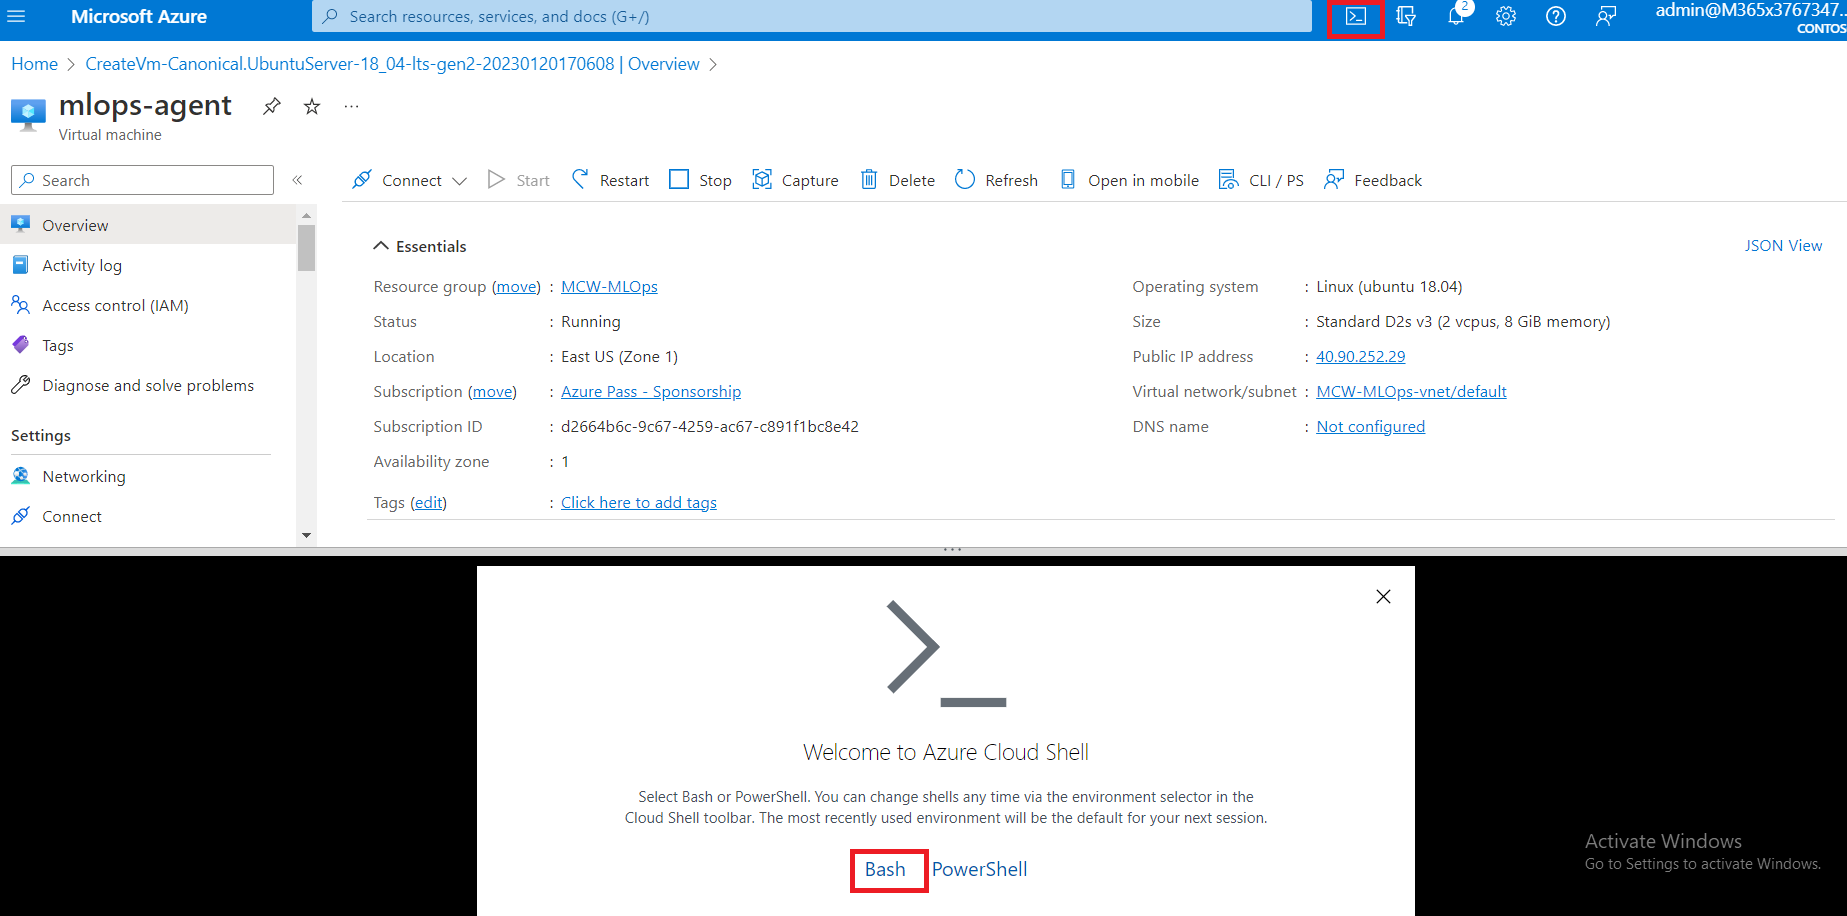 Microsoft Azure
Search resources, services, and docs (G+/)
2
admin@M365x3767347...
CONTOS
Home > CreateVm-Canonical.UbuntuServer-18_04-lts-gen2-20230120170608 | Overview >
mlops-agent
Virtual machine
Search
«
Connect Start Restart Stop Capture Delete Refresh Open in mobile CLI / PS Feedback
Overview
Activity log
Access control (IAM)
Tags
Diagnose and solve problems
Settings
Networking
Connect
Essentials
JSON View
Resource group (move) : MCW-MLOps
Status : Running
Location : East US (Zone 1)
Subscription (move) : Azure Pass - Sponsorship
Subscription ID : d2664b6c-9c67-4259-ac67-c891f1bc8e42
Availability zone : 1
Tags (edit) : Click here to add tags
Operating system : Linux (ubuntu 18.04)
Size : Standard D2s v3 (2 vcpus, 8 GiB memory)
Public IP address : 40.90.252.29
Virtual network/subnet : MCW-MLOps-vnet/default
DNS name : Not configured
Welcome to Azure Cloud Shell
Select Bash or PowerShell. You can change shells any time via the environment selector in the
Cloud Shell toolbar. The most recently used environment will be the default for your next session.
Bash PowerShell
Activate Windows
Go to Settings to activate Windows.